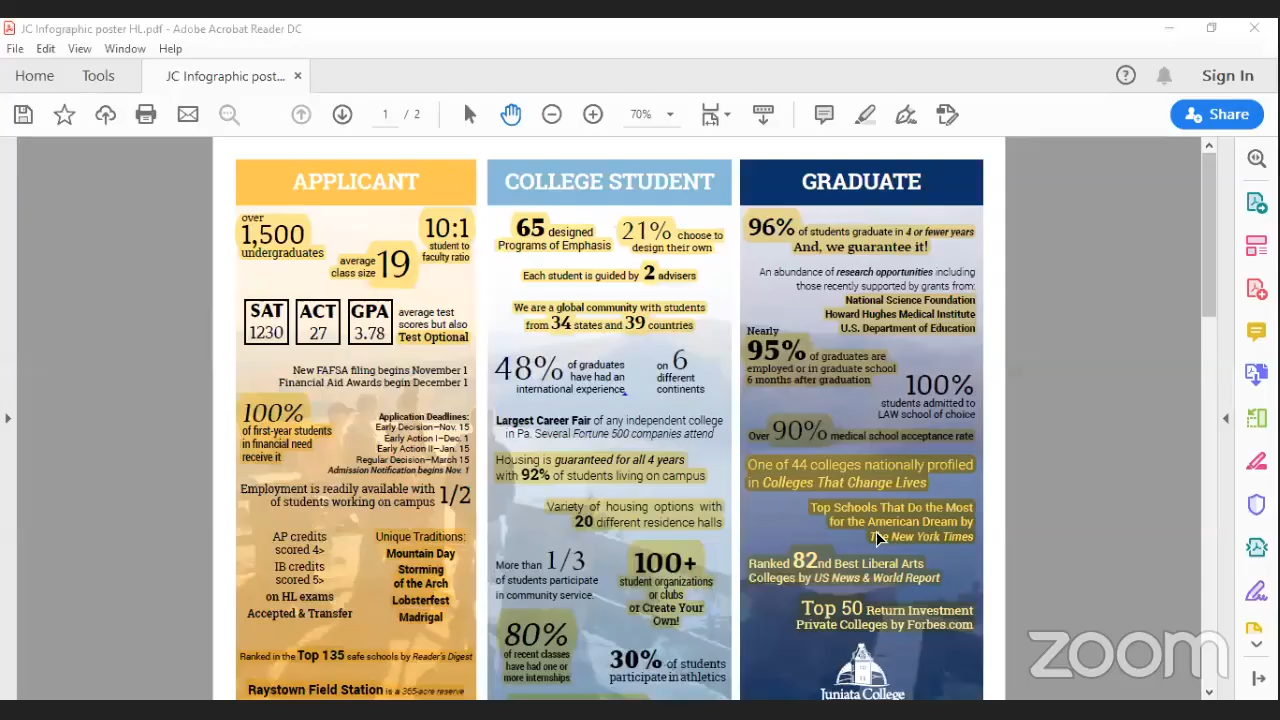 JC Infographic poster HL.pdf - Adobe Acrobat Reader DC
File Edit View Window Help
Home Tools JC Infographic post... ×
Sign In
1 / 2
70%
Share
APPLICANT
over
1,500
undergraduates
10:1
student to
faculty ratio
average
class size 19
SAT
1230
ACT
27
GPA
3.78
average test
scores but also
Test Optional
New FAFSA filing begins November 1
Financial Aid Awards begin December 1
100%
of first-year students
in financial need
receive it
Application Deadlines:
Early Decision–Nov. 15
Early Action I–Dec. 1
Early Action II–Jan. 15
Regular Decision–March 15
Admission Notification begins Nov. 1
Employment is readily available with 1/2
of students working on campus
AP credits
scored 4>
IB credits
scored 5>
on HL exams
Accepted & Transfer
Unique Traditions:
Mountain Day
Storming
of the Arch
Lobsterfest
Madrigal
Ranked in the Top 135 safe schools by Reader's Digest
Raystown Field Station is a 365-acre reserve
COLLEGE STUDENT
65 designed
Programs of Emphasis
21% choose to
design their own
Each student is guided by 2 advisers
We are a global community with students
from 34 states and 39 countries
48% of graduates
have had an
international experience
on 6
different
continents
Largest Career Fair of any independent college
in Pa. Several Fortune 500 companies attend
Housing is guaranteed for all 4 years
with 92% of students living on campus
Variety of housing options with
20 different residence halls
More than 1/3
of students participate
in community service.
100+
student organizations
or clubs
or Create Your
Own!
80%
of recent classes
have had one or
more internships
30% of students
participate in athletics
GRADUATE
96% of students graduate in 4 or fewer years
And, we guarantee it!
An abundance of research opportunities including
those recently supported by grants from:
National Science Foundation
Howard Hughes Medical Institute
U.S. Department of Education
Nearly
95% of graduates are
employed or in graduate school
6 months after graduation
100%
students admitted to
LAW school of choice
Over 90% medical school acceptance rate
One of 44 colleges nationally profiled
in Colleges That Change Lives
Top Schools That Do the Most
for the American Dream by
The New York Times
Ranked 82nd Best Liberal Arts
Colleges by US News & World Report
Top 50 Return Investment
Private Colleges by Forbes.com
Juniata College
zoom